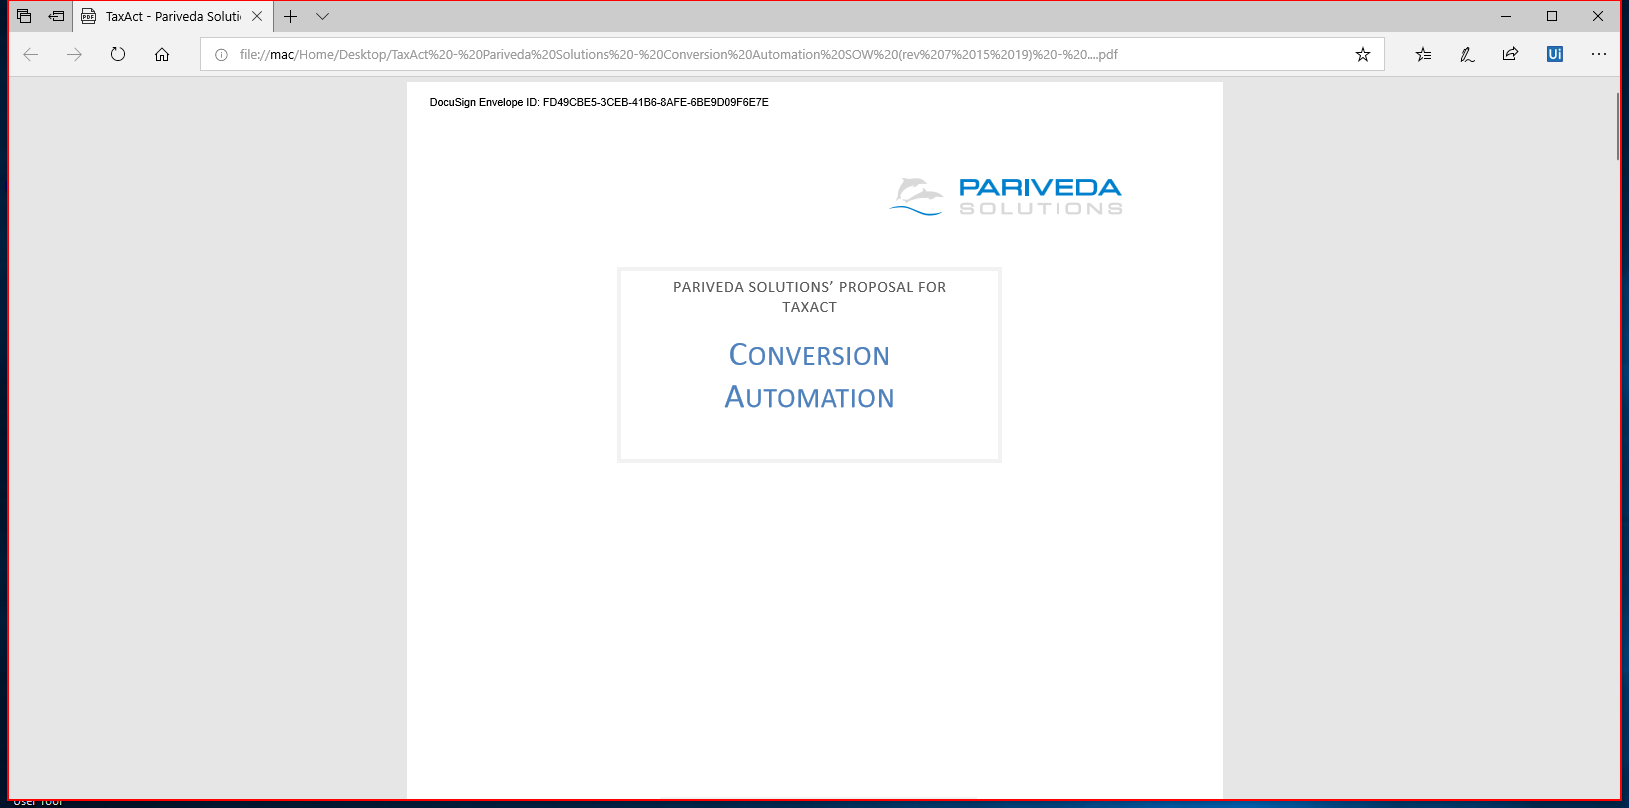 TaxAct - Pariveda Soluti
file://mac/Home/Desktop/TaxAct%20-%20Pariveda%20Solutions%20-%20Conversion%20Automation%20SOW%20(rev%207%2015%2019)%20-%20....pdf
Ui
DocuSign Envelope ID: FD49CBE5-3CEB-41B6-8AFE-6BE9D09F6E7E
PARIVEDA
SOLUTIONS
PARIVEDA SOLUTIONS’ PROPOSAL FOR
TAXACT
CONVERSION
AUTOMATION
User Tool